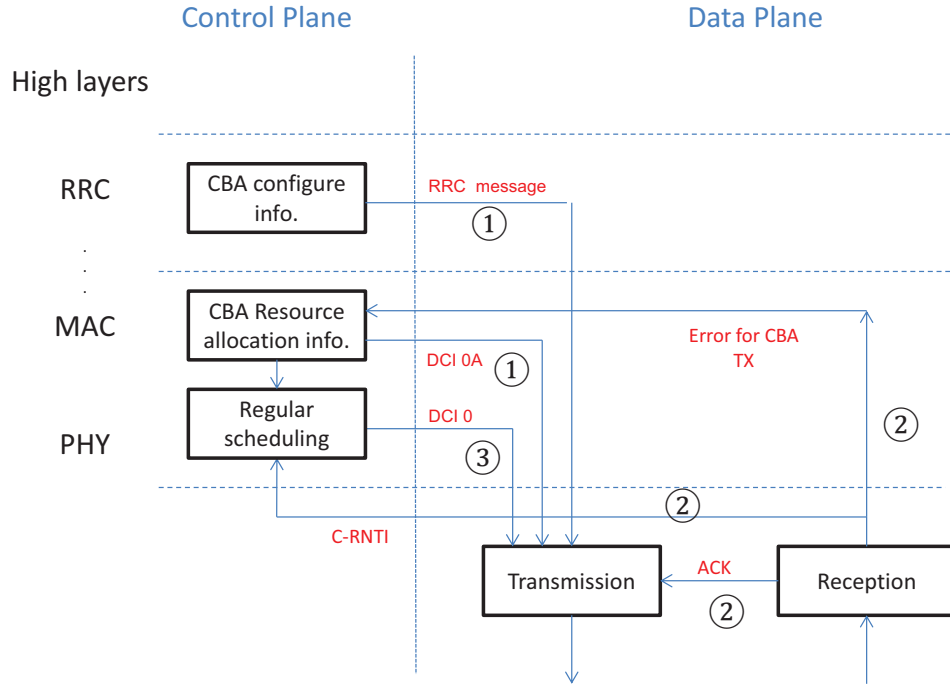 Control Plane
Data Plane
High layers
RRC
CBA configure
info.
RRC message
①
.
.
.
MAC
CBA Resource
allocation info.
Error for CBA
TX
DCI 0A
①
PHY
Regular
scheduling
DCI 0
③
②
②
C-RNTI
Transmission
ACK
②
Reception